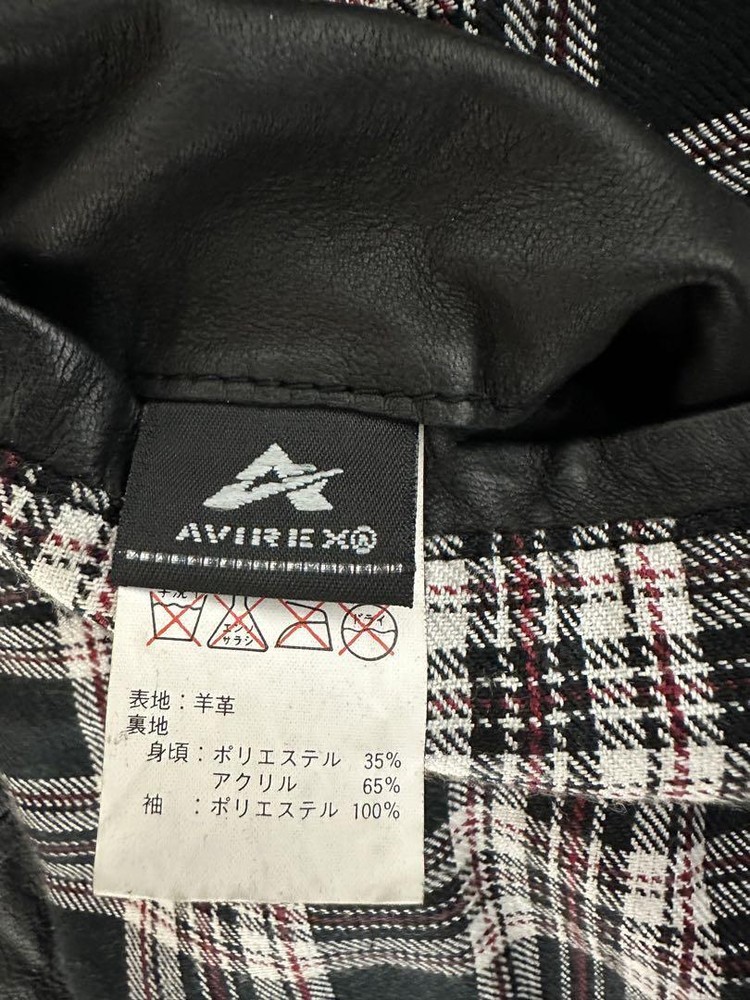 AVIREX®
手洗イ
エンソ
サラシ
ドライ
表地：羊革
裏地
身頃：ポリエステル 35%
アクリル 65%
袖 ：ポリエステル 100%